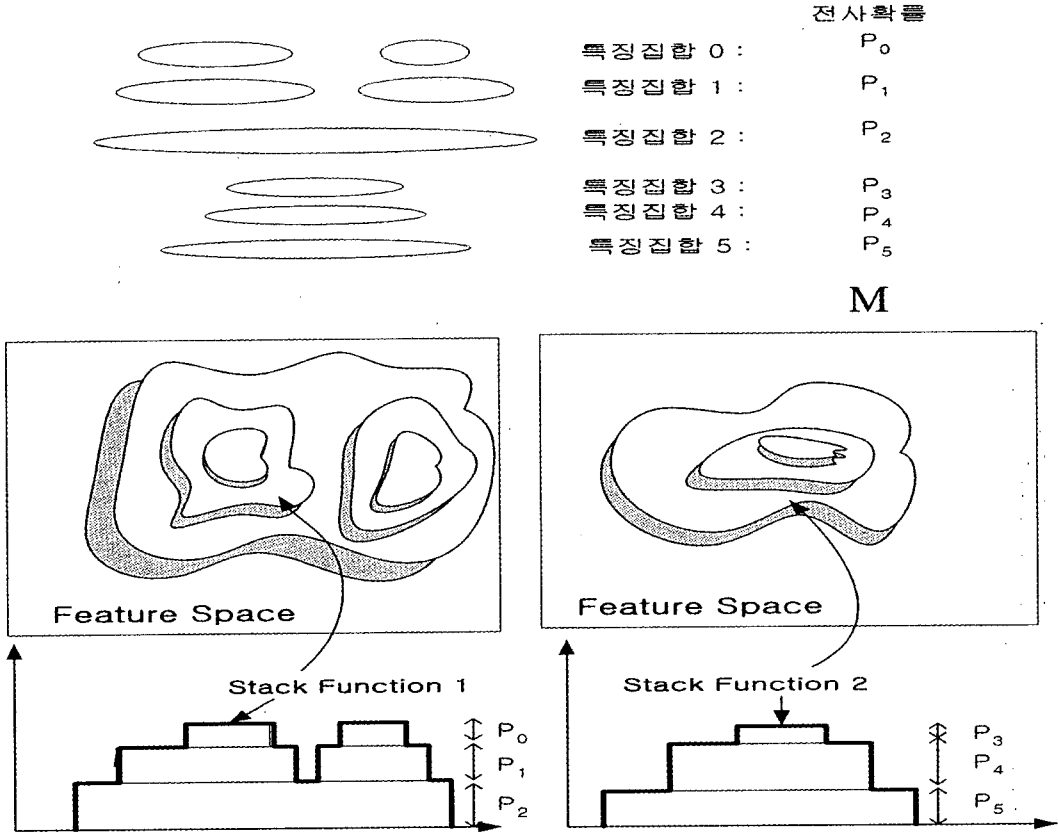 전사확률
특징집합 0 : P₀
특징집합 1 : P₁
특징집합 2 : P₂
특징집합 3 : P₃
특징집합 4 : P₄
특징집합 5 : P₅
M
Feature Space
Feature Space
Stack Function 1
Stack Function 2
P₀
P₁
P₂
P₃
P₄
P₅